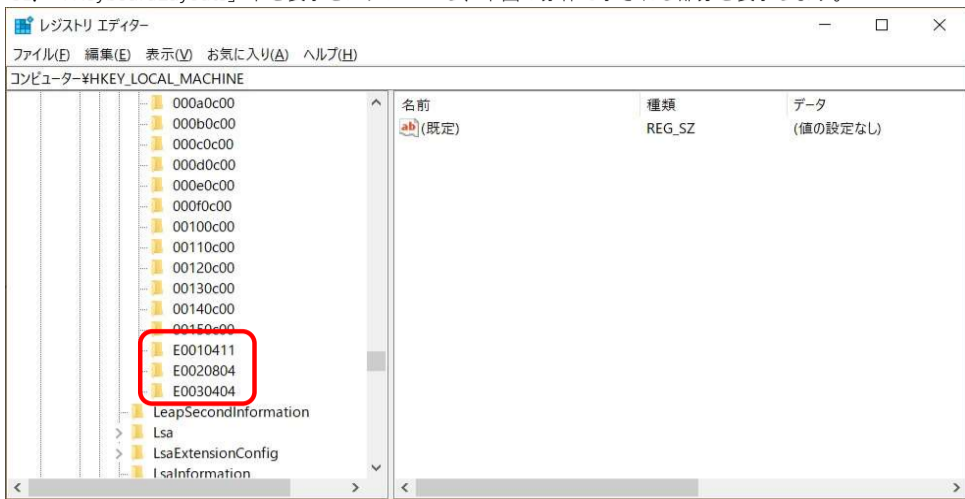 レジストリ エディター
ファイル(F) 編集(E) 表示(V) お気に入り(A) ヘルプ(H)
コンピューター¥HKEY_LOCAL_MACHINE
000a0c00
000b0c00
000c0c00
000d0c00
000e0c00
000f0c00
00100c00
00110c00
00120c00
00130c00
00140c00
00150c00
E0010411
E0020804
E0030404
LeapSecondInformation
Lsa
LsaExtensionConfig
LsaInformation
名前 種類 データ
ab (既定) REG_SZ (値の設定なし)